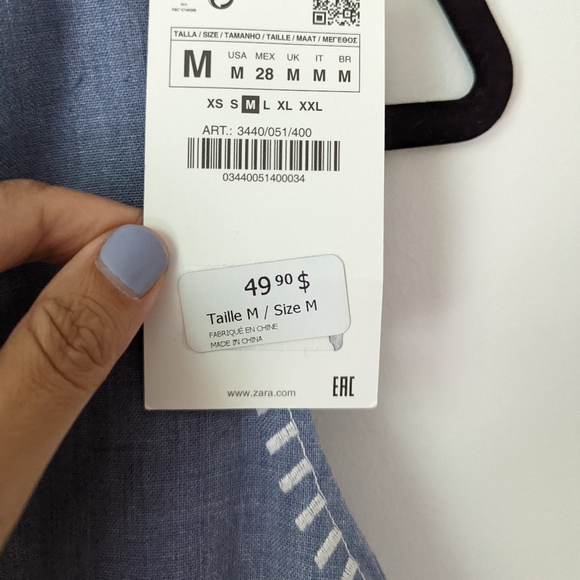 TALLA / SIZE / TAMANHO / TAILLE / MAAT / ΜΕΓΕΘΟΣ
M
USA MEX UK IT BR
M 28 M M M
XS S M L XL XXL
ART.: 3440/051/400
03440051400034
49 90 $
Taille M / Size M
FABRIQUÉ EN CHINE
MADE IN CHINA
www.zara.com
EAC